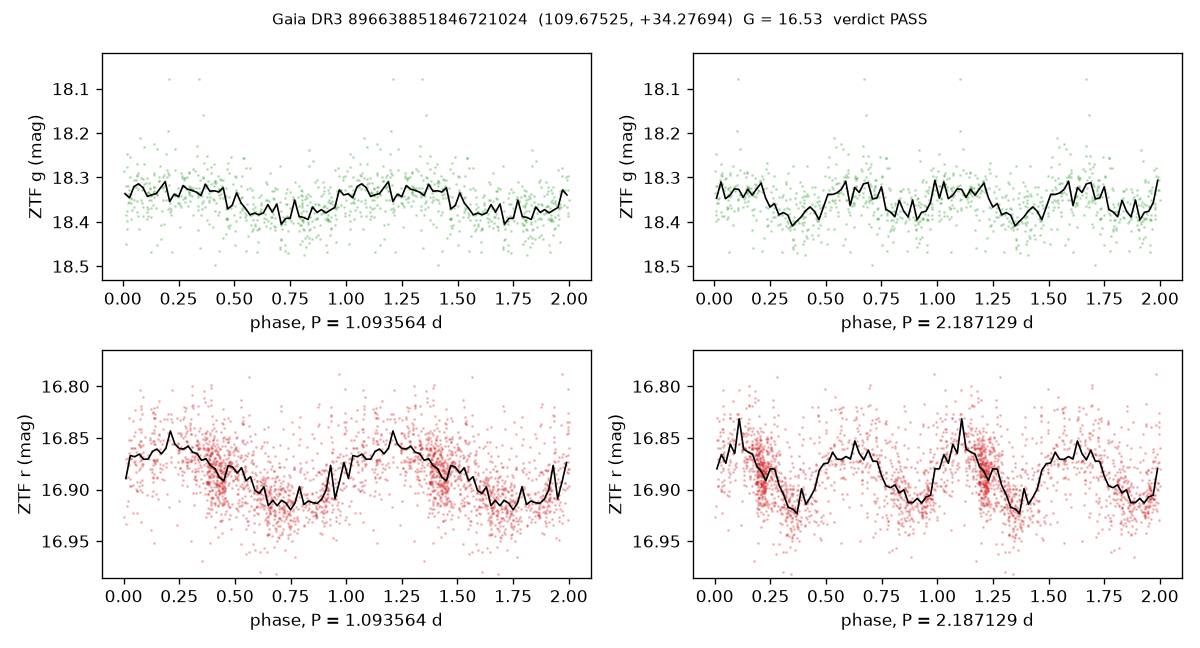 Gaia DR3 896638851846721024 (109.67525, +34.27694) G = 16.53 verdict PASS
ZTF g (mag)
18.1
18.2
18.3
18.4
18.5
0.00 0.25 0.50 0.75 1.00 1.25 1.50 1.75 2.00
phase, P = 1.093564 d
ZTF g (mag)
18.1
18.2
18.3
18.4
18.5
0.00 0.25 0.50 0.75 1.00 1.25 1.50 1.75 2.00
phase, P = 2.187129 d
ZTF r (mag)
16.80
16.85
16.90
16.95
0.00 0.25 0.50 0.75 1.00 1.25 1.50 1.75 2.00
phase, P = 1.093564 d
ZTF r (mag)
16.80
16.85
16.90
16.95
0.00 0.25 0.50 0.75 1.00 1.25 1.50 1.75 2.00
phase, P = 2.187129 d